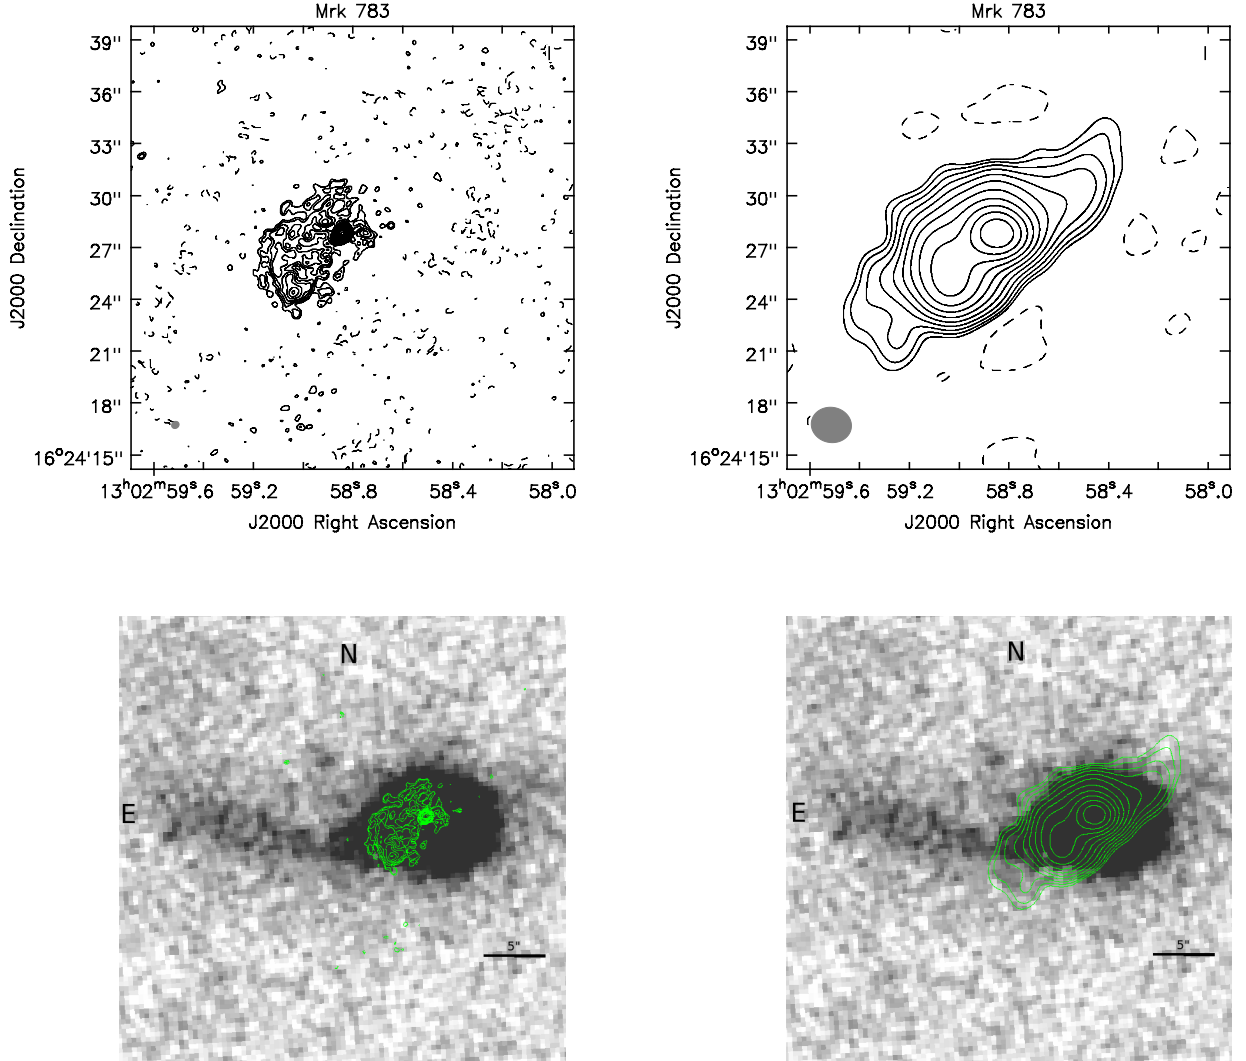 Mrk 783
39"
36"
33"
30"
27"
24"
21"
18"
16°24'15"
J2000 Declination
I
13ʰ02ᵐ59ˢ.6 59ˢ.2 58ˢ.8 58ˢ.4 58ˢ.0
J2000 Right Ascension
Mrk 783
39"
36"
33"
30"
27"
24"
21"
18"
16°24'15"
J2000 Declination
I
13ʰ02ᵐ59ˢ.6 59ˢ.2 58ˢ.8 58ˢ.4 58ˢ.0
J2000 Right Ascension
N
E
5"
N
E
5"